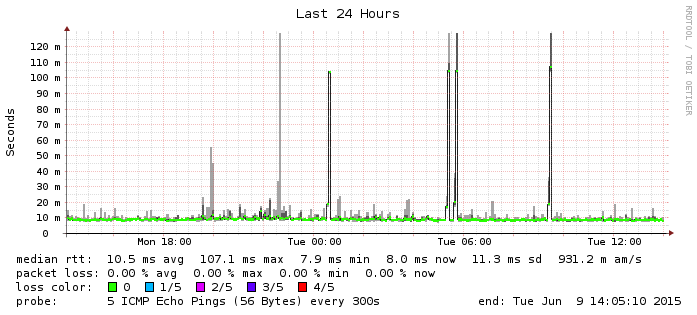 Last 24 Hours
RRDTOOL / TOBI OETIKER
Seconds
120 m
110 m
100 m
90 m
80 m
70 m
60 m
50 m
40 m
30 m
20 m
10 m
0
Mon 18:00 Tue 00:00 Tue 06:00 Tue 12:00
median rtt: 10.5 ms avg 107.1 ms max 7.9 ms min 8.0 ms now 11.3 ms sd 931.2 m am/s
packet loss: 0.00 % avg 0.00 % max 0.00 % min 0.00 % now
loss color: 0 1/5 2/5 3/5 4/5
probe: 5 ICMP Echo Pings (56 Bytes) every 300s end: Tue Jun 9 14:05:10 2015